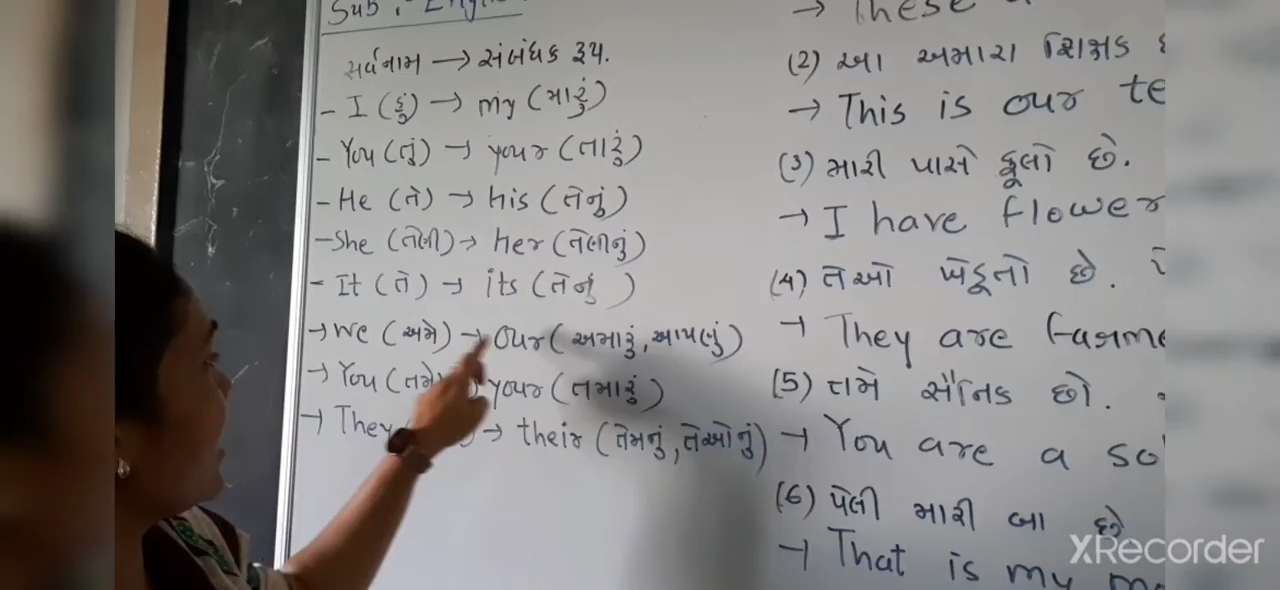 Sub :
સર્વનામ → સંબંધક રૂપ.
- I (હું) → my (મારું)
- You (તું) → your (તારું)
- He (તે) → His (તેનું)
- She (તેણી) → Her (તેણીનું)
- It (તે) → its (તેનું)
→ We (અમે) → Our (અમારું, આપણું)
→ You (તમે) your (તમારું)
→ They → their (તેમનું, તેઓનું)
→ These
(2) આ અમારા શિક્ષક
→ This is our
(3) મારી પાસે ફૂલો છે.
→ I have flower
(4) તેઓ ખેડૂતો છે.
→ They are
(5) તમે સૈનિક છો.
→ You are a
(6) પેલી મારી બા છે
→ That is my
XRecorder